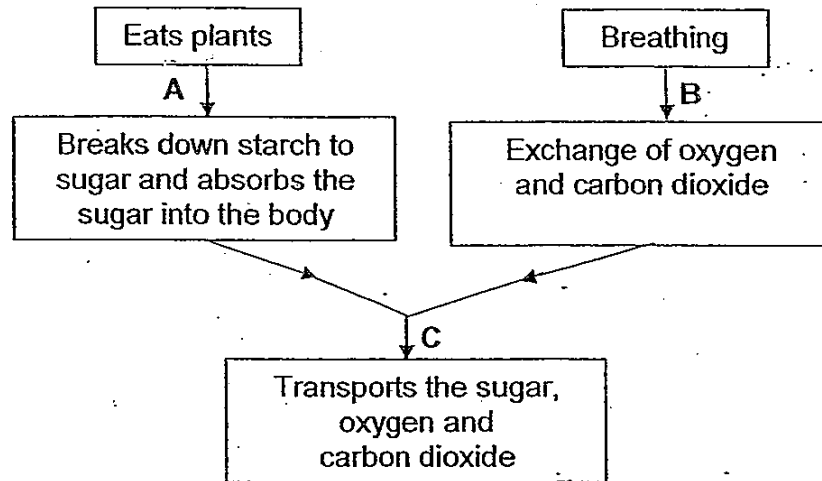 Eats plants
Breathing
A
B
Breaks down starch to
sugar and absorbs the
sugar into the body
Exchange of oxygen
and carbon dioxide
C
Transports the sugar,
oxygen and
carbon dioxide